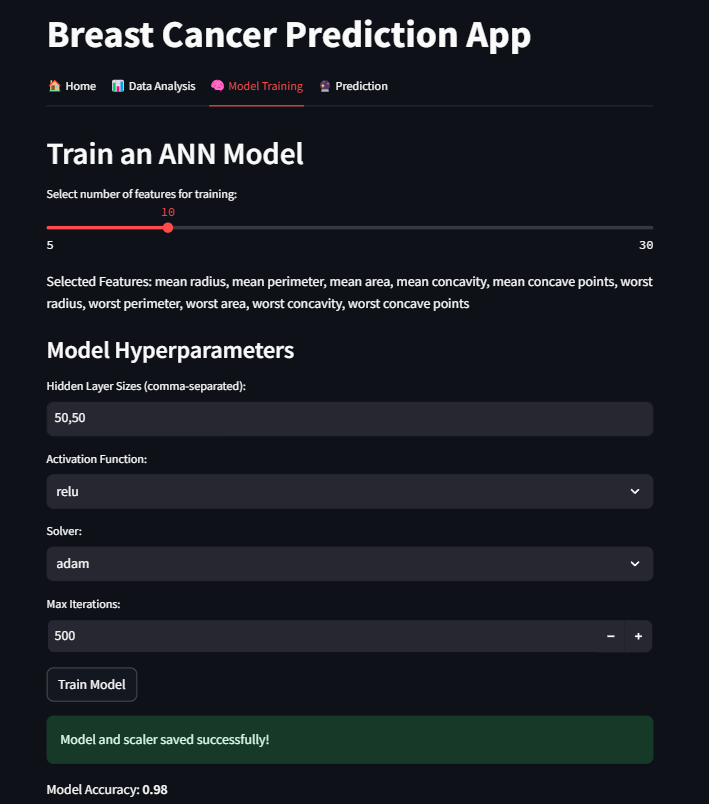 Breast Cancer Prediction App
🏠 Home 📊 Data Analysis 🧠 Model Training 🔮 Prediction
Train an ANN Model
Select number of features for training:
10
5 30
Selected Features: mean radius, mean perimeter, mean area, mean concavity, mean concave points, worst
radius, worst perimeter, worst area, worst concavity, worst concave points
Model Hyperparameters
Hidden Layer Sizes (comma-separated):
50,50
Activation Function:
relu
Solver:
adam
Max Iterations:
500 − +
Train Model
Model and scaler saved successfully!
Model Accuracy: 0.98